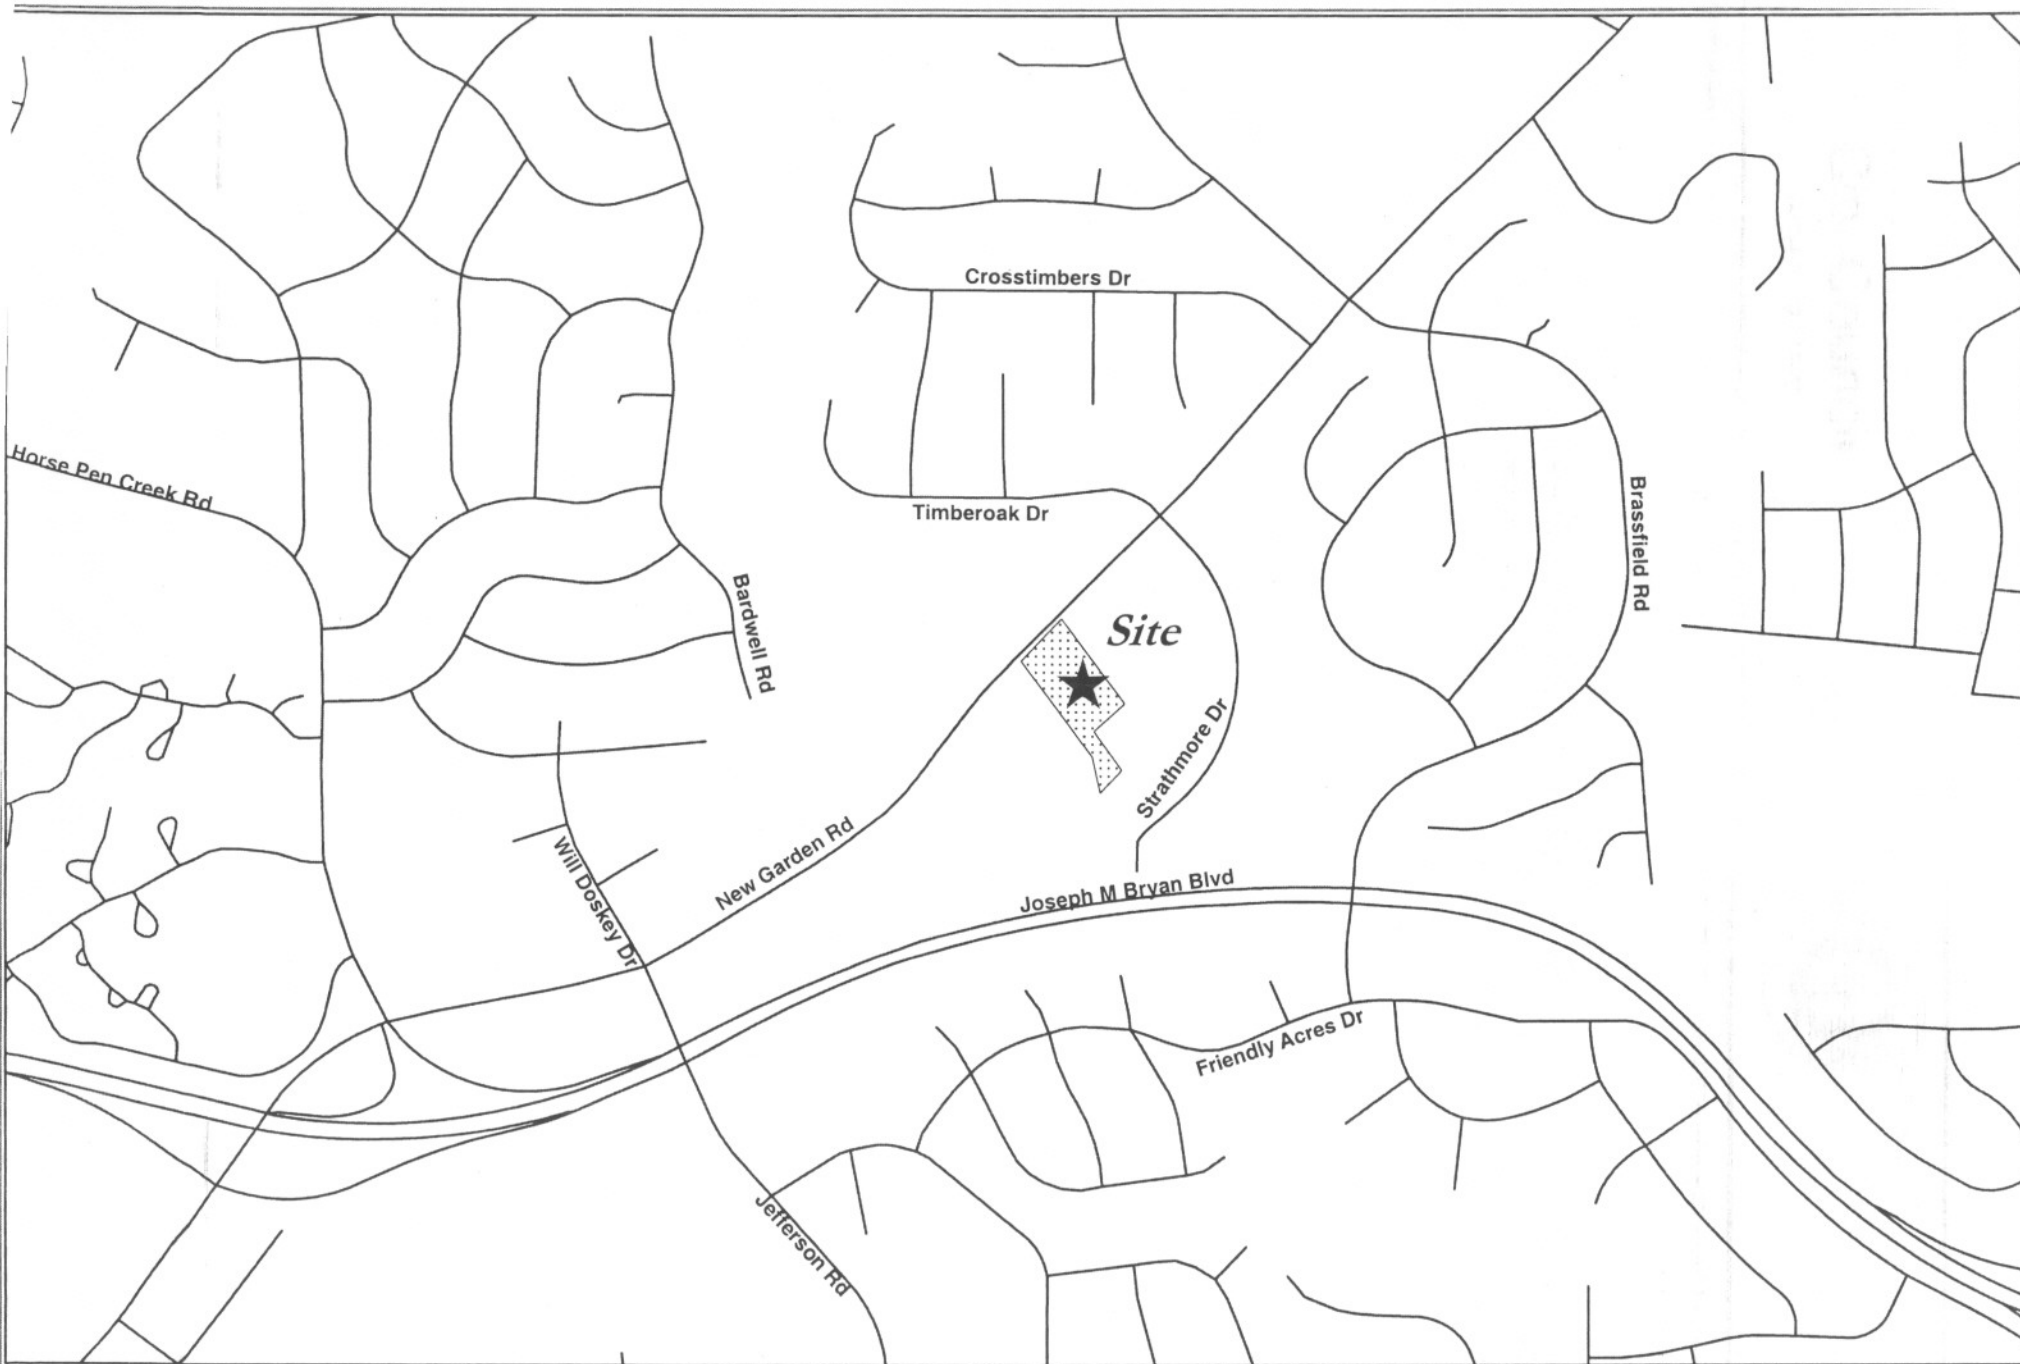 Crosstimbers Dr
Horse Pen Creek Rd
Timberoak Dr
Brassfield Rd
Bardwell Rd
Site
Strathmore Dr
New Garden Rd
Will Doskey Dr
Joseph M Bryan Blvd
Friendly Acres Dr
Jefferson Rd